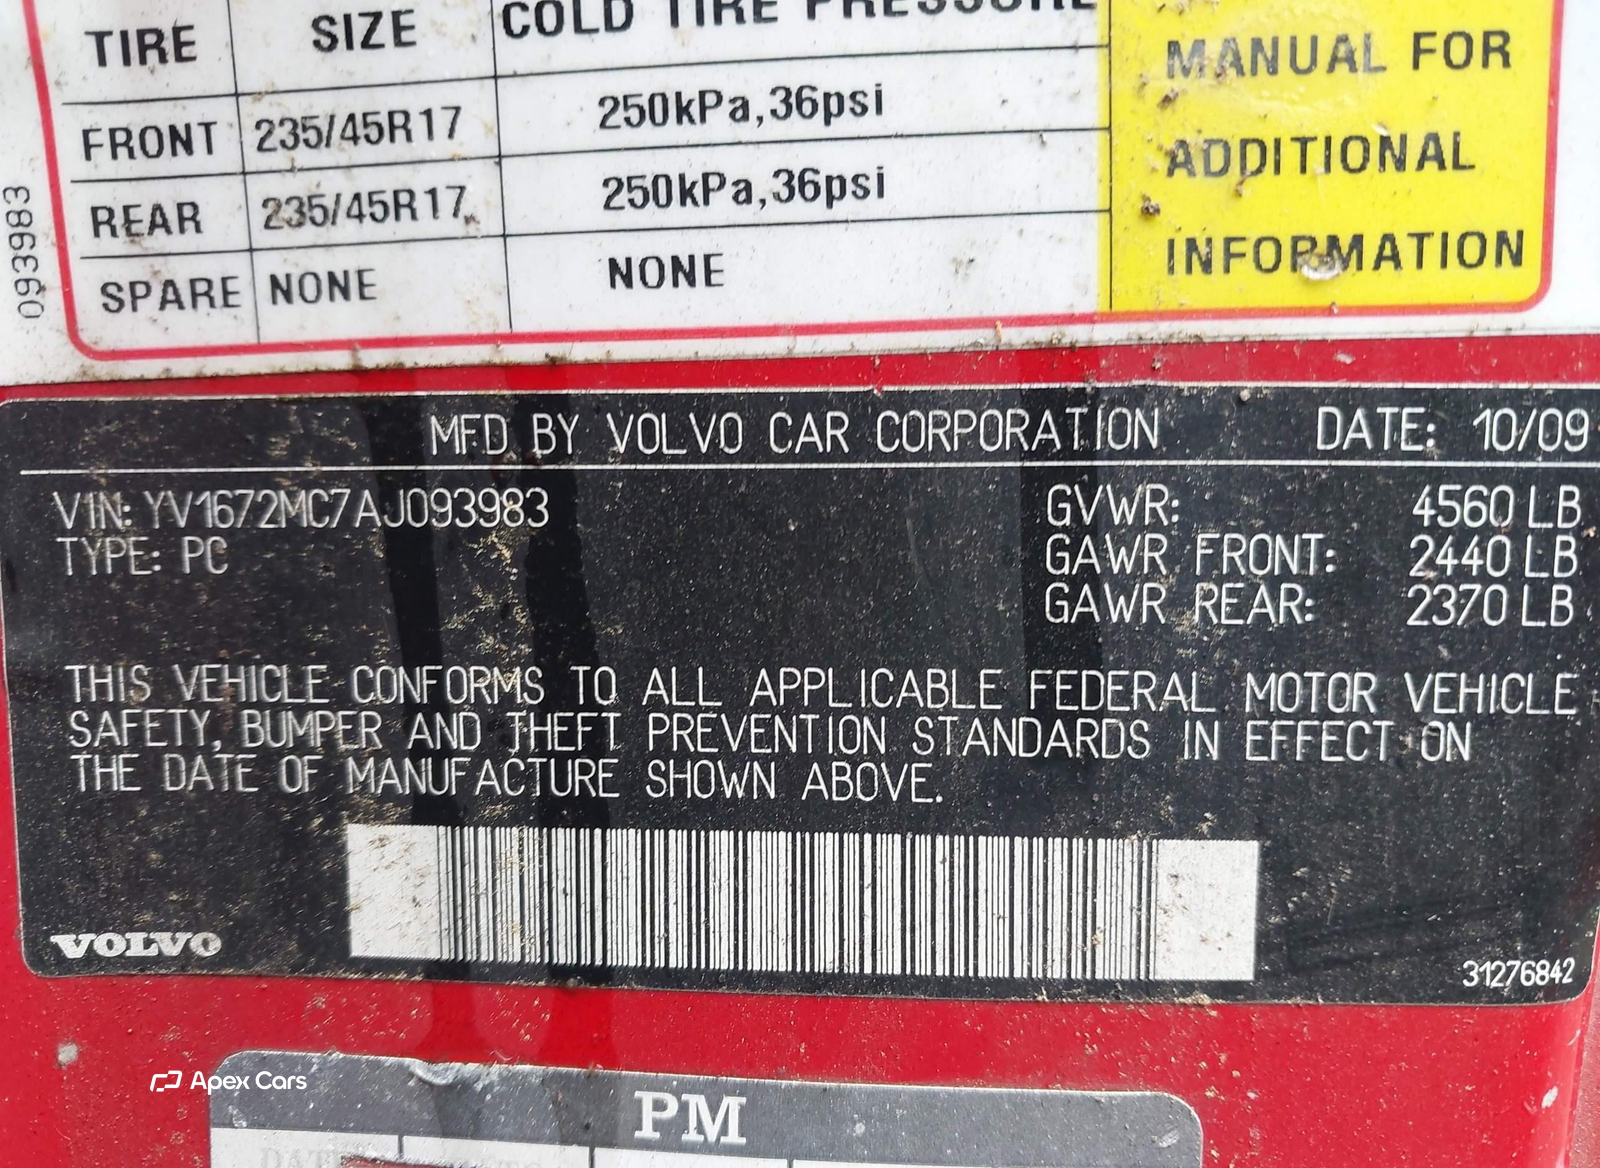 TIRE SIZE COLD TIRE PRESSURE
FRONT 235/45R17 250kPa,36psi
REAR 235/45R17 250kPa,36psi
SPARE NONE NONE
MANUAL FOR
ADDITIONAL
INFORMATION
093983
MFD BY VOLVO CAR CORPORATION DATE: 10/09
VIN: YV1672MC7AJ093983
TYPE: PC
GVWR: 4560 LB
GAWR FRONT: 2440 LB
GAWR REAR: 2370 LB
THIS VEHICLE CONFORMS TO ALL APPLICABLE FEDERAL MOTOR VEHICLE
SAFETY, BUMPER AND THEFT PREVENTION STANDARDS IN EFFECT ON
THE DATE OF MANUFACTURE SHOWN ABOVE.
VOLVO
31276842
Apex Cars
PM